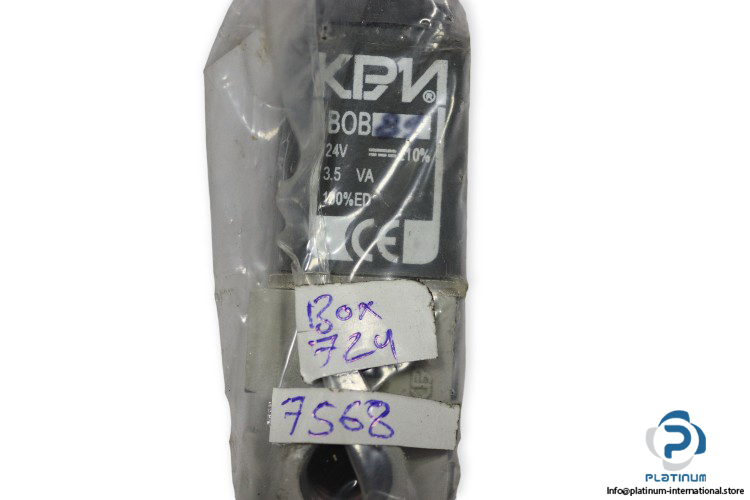 KPM®
BOB
24V ⎓ ±10%
3.5 VA
100%ED
CE
Box
724
7568
PLATINUM
Info@platinum-international.store